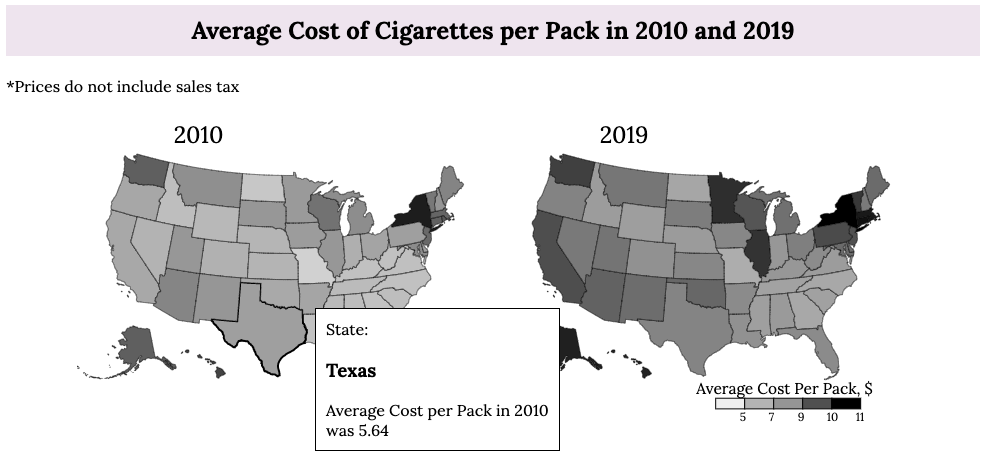 Average Cost of Cigarettes per Pack in 2010 and 2019
*Prices do not include sales tax
2010
2019
State:
Texas
Average Cost per Pack in 2010
was 5.64
Average Cost Per Pack, $
5 7 9 10 11